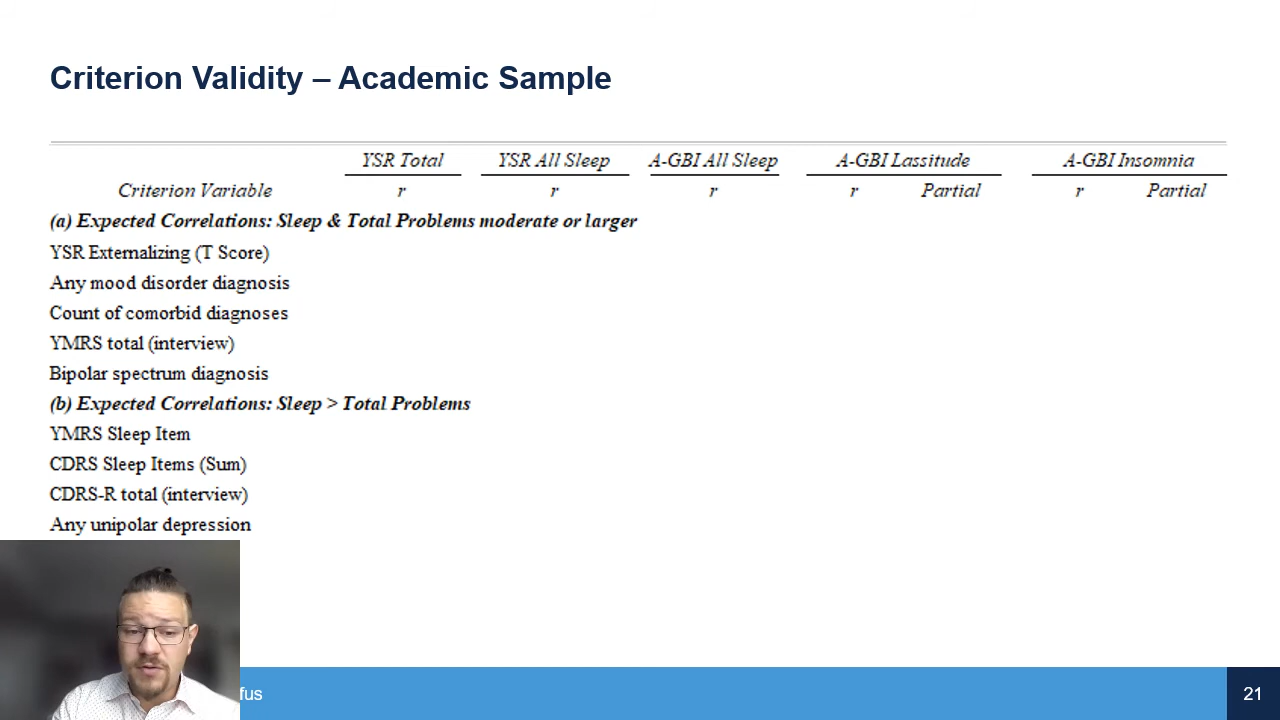 Criterion Validity – Academic Sample
YSR Total YSR All Sleep A-GBI All Sleep A-GBI Lassitude A-GBI Insomnia
Criterion Variable r r r r Partial r Partial
(a) Expected Correlations: Sleep & Total Problems moderate or larger
YSR Externalizing (T Score)
Any mood disorder diagnosis
Count of comorbid diagnoses
YMRS total (interview)
Bipolar spectrum diagnosis
(b) Expected Correlations: Sleep > Total Problems
YMRS Sleep Item
CDRS Sleep Items (Sum)
CDRS-R total (interview)
Any unipolar depression
21